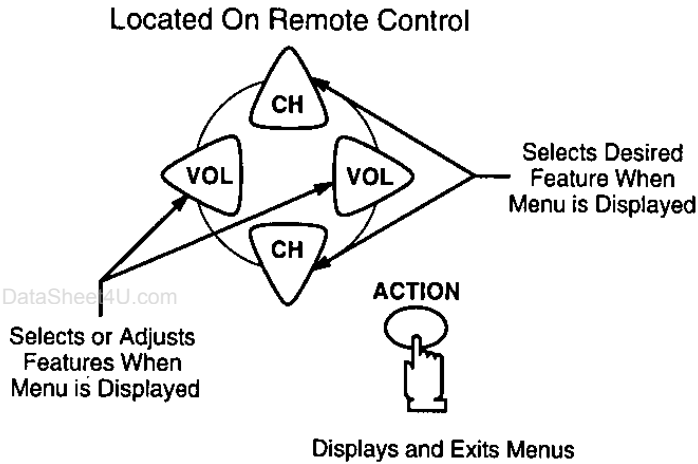 Located On Remote Control
CH
VOL
VOL
CH
Selects Desired
Feature When
Menu is Displayed
DataSheet4U.com
Selects or Adjusts
Features When
Menu is Displayed
ACTION
Displays and Exits Menus